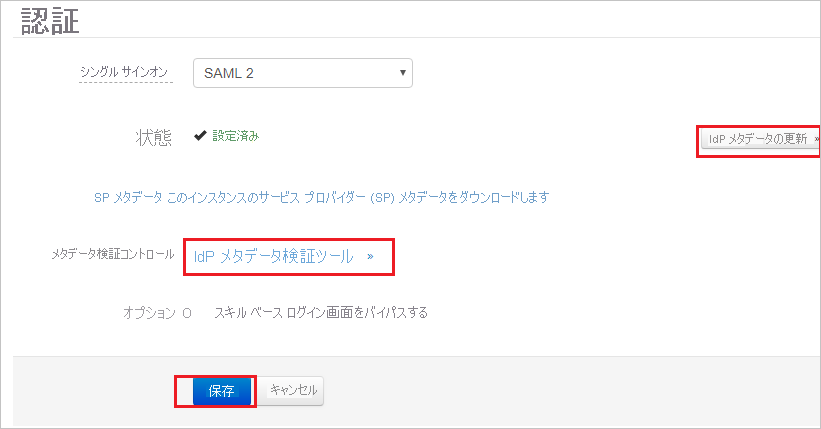 認証
シングル サインオン SAML 2
状態 設定済み IdP メタデータの更新 »
SP メタデータ このインスタンスのサービス プロバイダー (SP) メタデータをダウンロードします
メタデータ検証コントロール IdP メタデータ検証ツール »
オプション O スキル ベース ログイン画面をバイパスする
保存 キャンセル